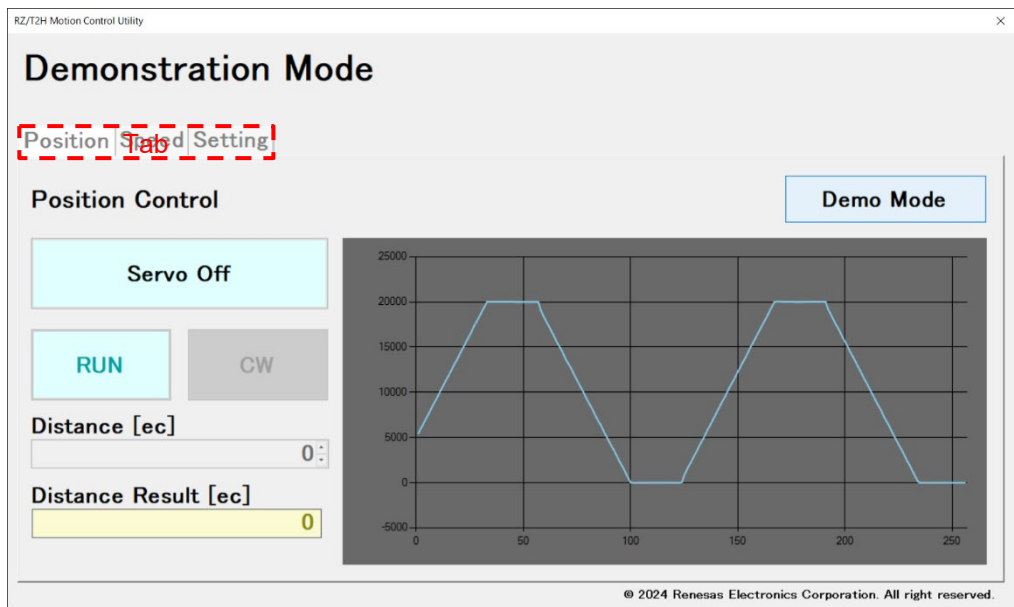 RZ/T2H Motion Control Utility
Demonstration Mode
Position Speed Setting
Tab
Position Control
Demo Mode
Servo Off
RUN
CW
Distance [ec]
0
Distance Result [ec]
0
25000
20000
15000
10000
5000
0
-5000
0 50 100 150 200 250
© 2024 Renesas Electronics Corporation. All right reserved.